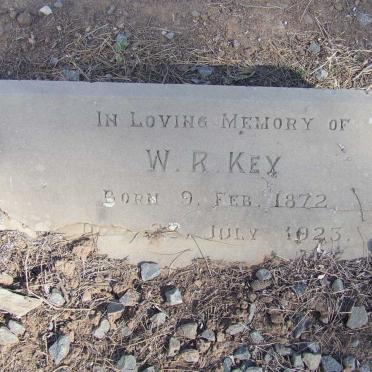 IN LOVING MEMORY OF
W. R. KEY
BORN 9. FEB. 1872.
JULY 1923.